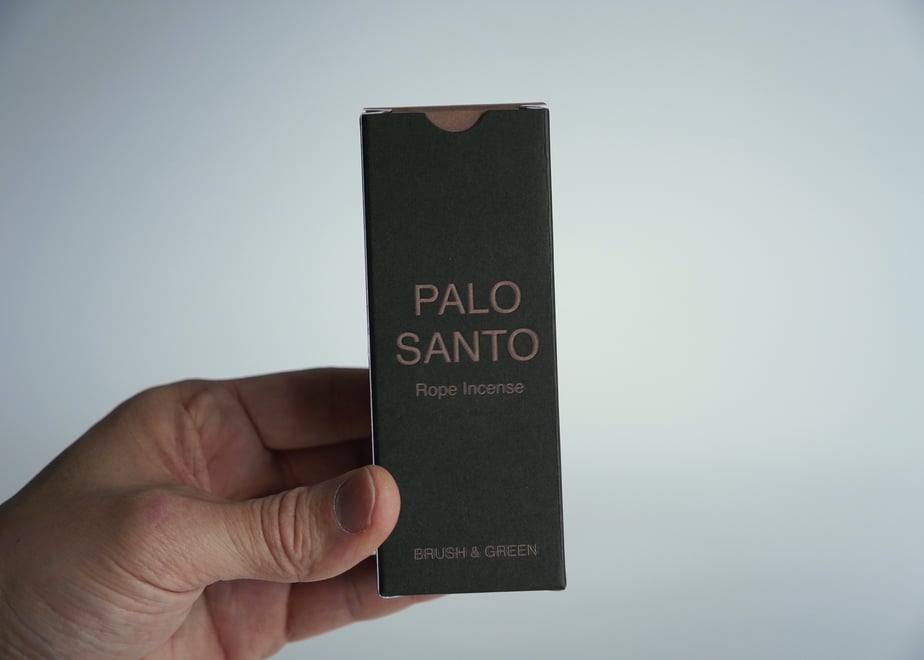 PALO
SANTO
Rope Incense
BRUSH & GREEN